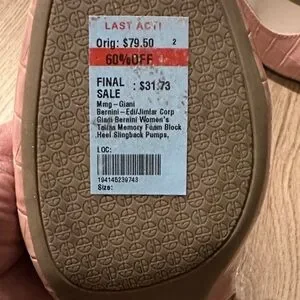 LAST ACT!
Orig: $79.50 2
60%OFF
FINAL SALE : $31.73
Mmg-Giani
Bernini-Edi/Jimlar Corp
Giani Bernini Women's
Memory Foam Block
Heel Slingback Pumps,
LOC:
194145239743
Size: